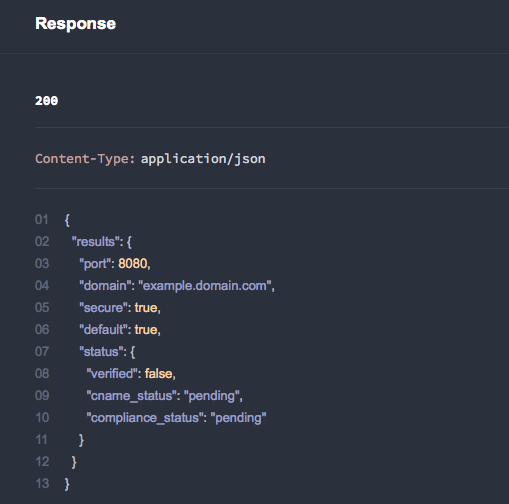 Response
200
Content-Type: application/json
01 {
02 "results": {
03 "port": 8080,
04 "domain": "example.domain.com",
05 "secure": true,
06 "default": true,
07 "status": {
08 "verified": false,
09 "cname_status": "pending",
10 "compliance_status": "pending"
11 }
12 }
13 }